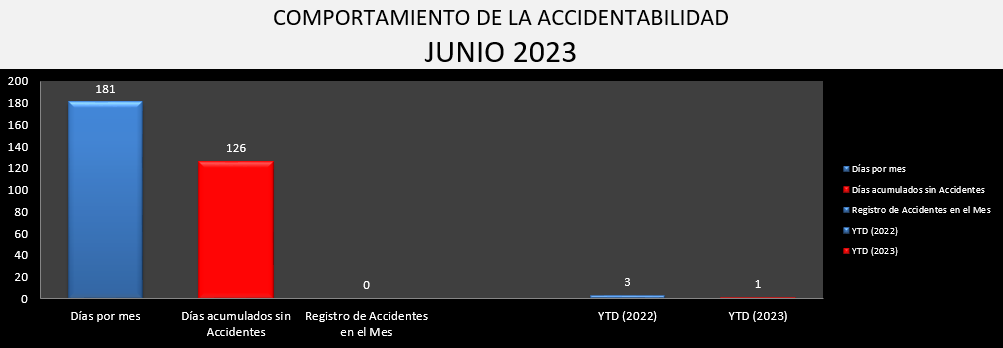 COMPORTAMIENTO DE LA ACCIDENTABILIDAD
JUNIO 2023
200
180
160
140
120
100
80
60
40
20
0
181
126
0
3
1
Días por mes
Días acumulados sin
Accidentes
Registro de Accidentes
en el Mes
YTD (2022)
YTD (2023)
Días por mes
Días acumulados sin Accidentes
Registro de Accidentes en el Mes
YTD (2022)
YTD (2023)